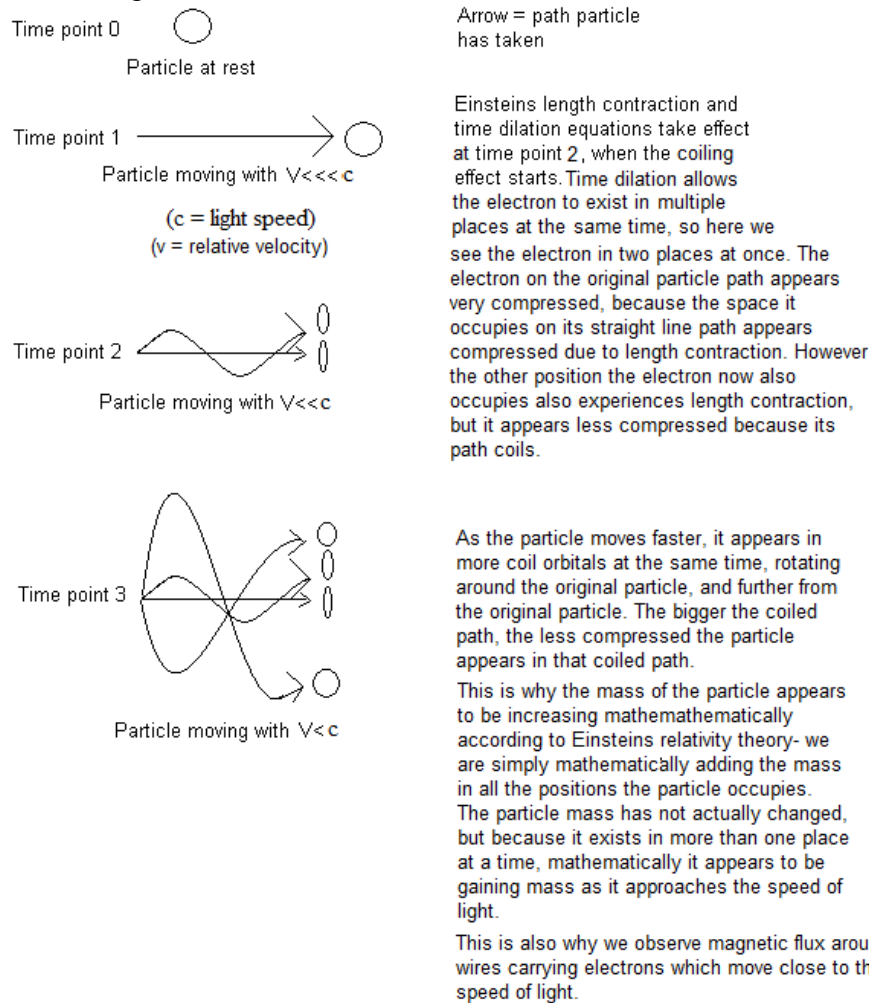 Time point 0
Particle at rest
Arrow = path particle
has taken
Time point 1
Particle moving with V<<<c
(c = light speed)
(v = relative velocity)
Einsteins length contraction and
time dilation equations take effect
at time point 2, when the coiling
effect starts. Time dilation allows
the electron to exist in multiple
places at the same time, so here we
see the electron in two places at once. The
electron on the original particle path appears
very compressed, because the space it
occupies on its straight line path appears
compressed due to length contraction. However
the other position the electron now also
occupies also experiences length contraction,
but it appears less compressed because its
path coils.
Time point 2
Particle moving with V<<c
Time point 3
Particle moving with V<c
As the particle moves faster, it appears in
more coil orbitals at the same time, rotating
around the original particle, and further from
the original particle. The bigger the coiled
path, the less compressed the particle
appears in that coiled path.
This is why the mass of the particle appears
to be increasing mathemathematically
according to Einsteins relativity theory- we
are simply mathematically adding the mass
in all the positions the particle occupies.
The particle mass has not actually changed,
but because it exists in more than one place
at a time, mathematically it appears to be
gaining mass as it approaches the speed of
light.
This is also why we observe magnetic flux arou
wires carrying electrons which move close to th
speed of light.